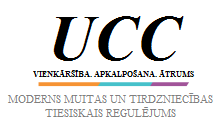 UCC
VIENKĀRŠĪBA. APKALPOŠANA. ĀTRUMS
MODERNS MUITAS UN TIRDZNIECĪBAS
TIESISKAIS REGULĒJUMS